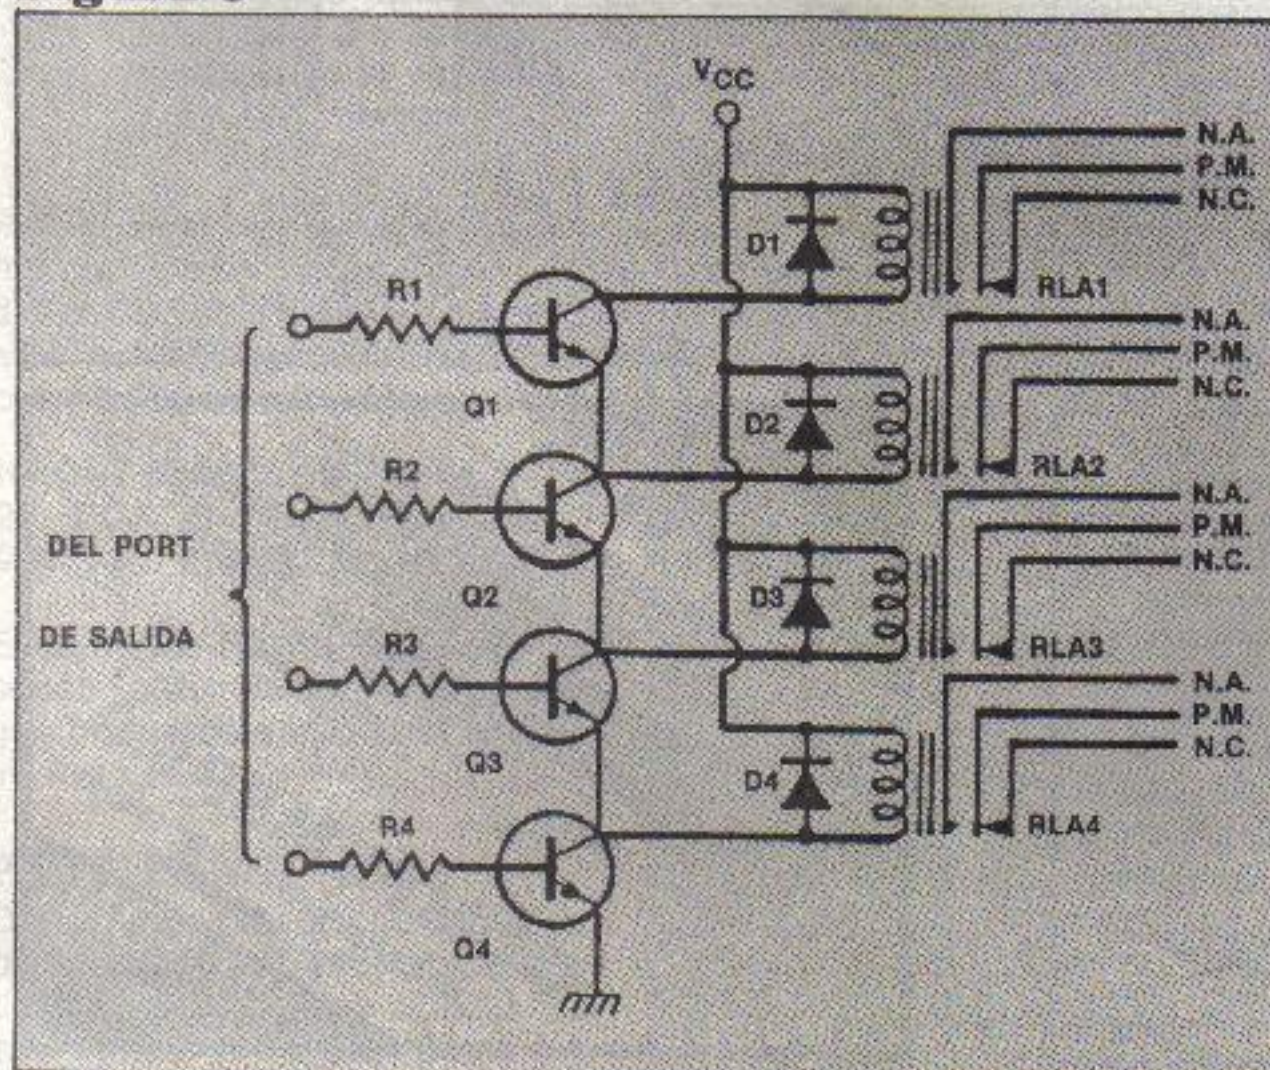 VCC
N.A.
P.M.
N.C.
D1
R1
RLA1
Q1
N.A.
P.M.
N.C.
D2
R2
RLA2
Q2
N.A.
P.M.
N.C.
DEL PORT
DE SALIDA
D3
R3
RLA3
Q3
N.A.
P.M.
N.C.
D4
R4
RLA4
Q4